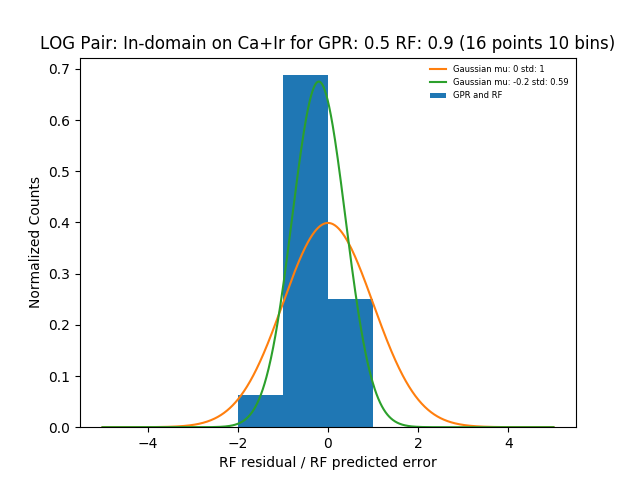 LOG Pair: In-domain on Ca+Ir for GPR: 0.5 RF: 0.9 (16 points 10 bins)
Gaussian mu: 0 std: 1
Gaussian mu: -0.2 std: 0.59
GPR and RF
Normalized Counts
0.7
0.6
0.5
0.4
0.3
0.2
0.1
0.0
−4 −2 0 2 4
RF residual / RF predicted error